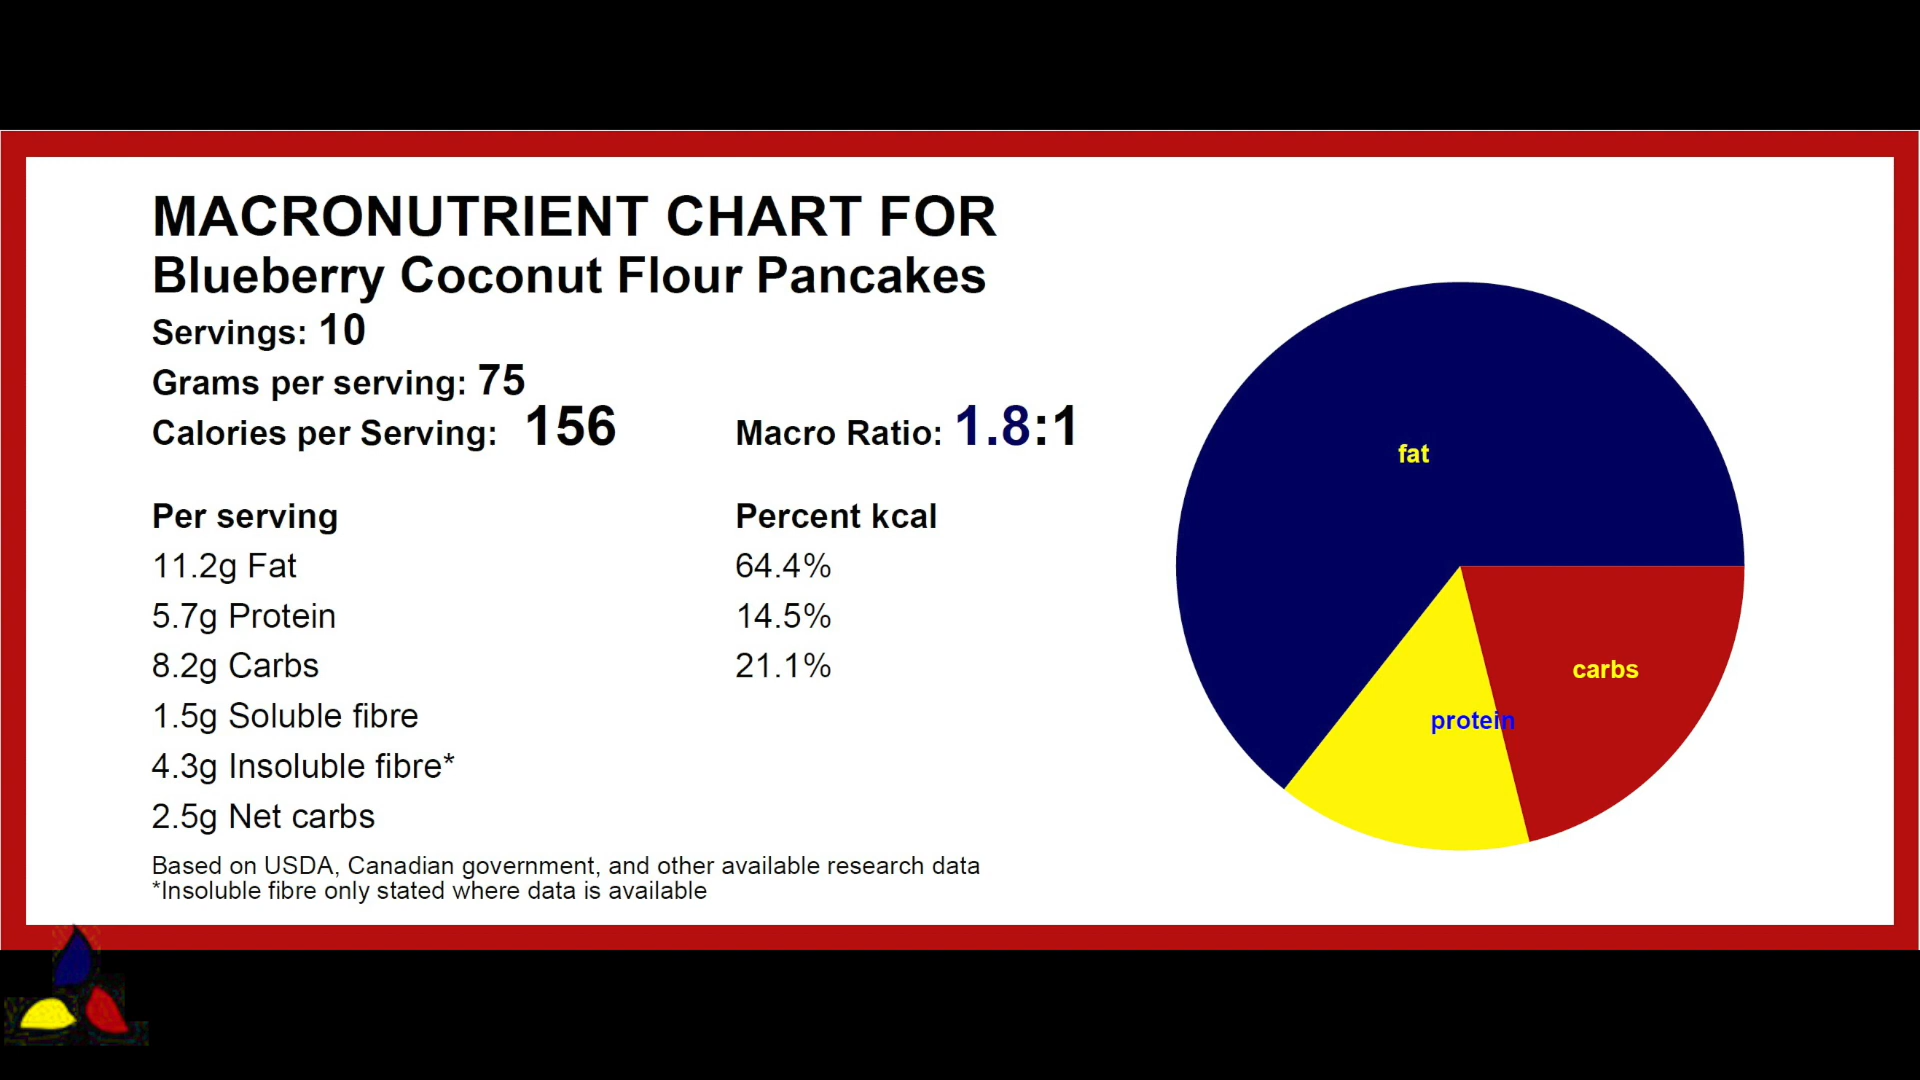 MACRONUTRIENT CHART FOR
Blueberry Coconut Flour Pancakes
Servings: 10
Grams per serving: 75
Calories per Serving: 156
Macro Ratio: 1.8:1
Per serving
Percent kcal
11.2g Fat
64.4%
5.7g Protein
14.5%
8.2g Carbs
21.1%
1.5g Soluble fibre
4.3g Insoluble fibre*
2.5g Net carbs
Based on USDA, Canadian government, and other available research data
*Insoluble fibre only stated where data is available
fat
carbs
protein